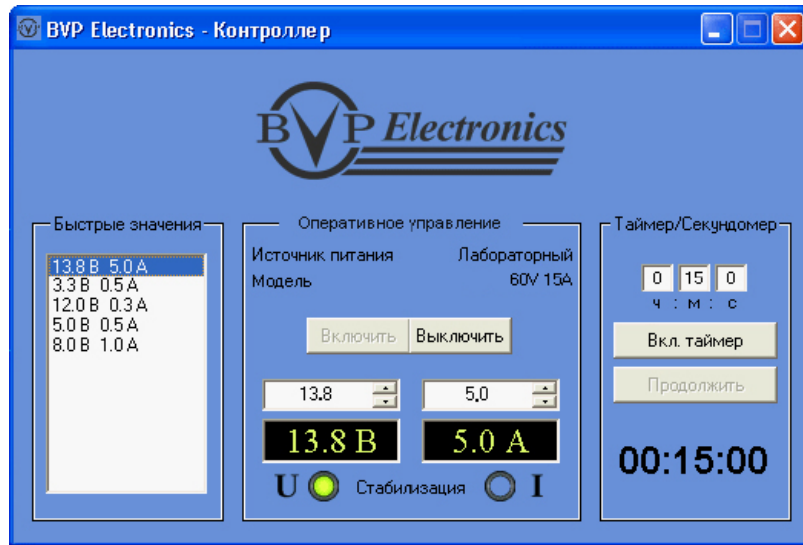 BVP Electronics - Контроллер
BVP Electronics
Быстрые значения
13.8 В 5.0 А
3.3 В 0.5 А
12.0 В 0.3 А
5.0 В 0.5 А
8.0 В 1.0 А
Оперативное управление
Источник питания Лабораторный
Модель 60V 15A
Включить Выключить
13.8 5.0
13.8 В 5.0 А
U Стабилизация I
Таймер/Секундомер
0 15 0
ч : м : с
Вкл. таймер
Продолжить
00:15:00